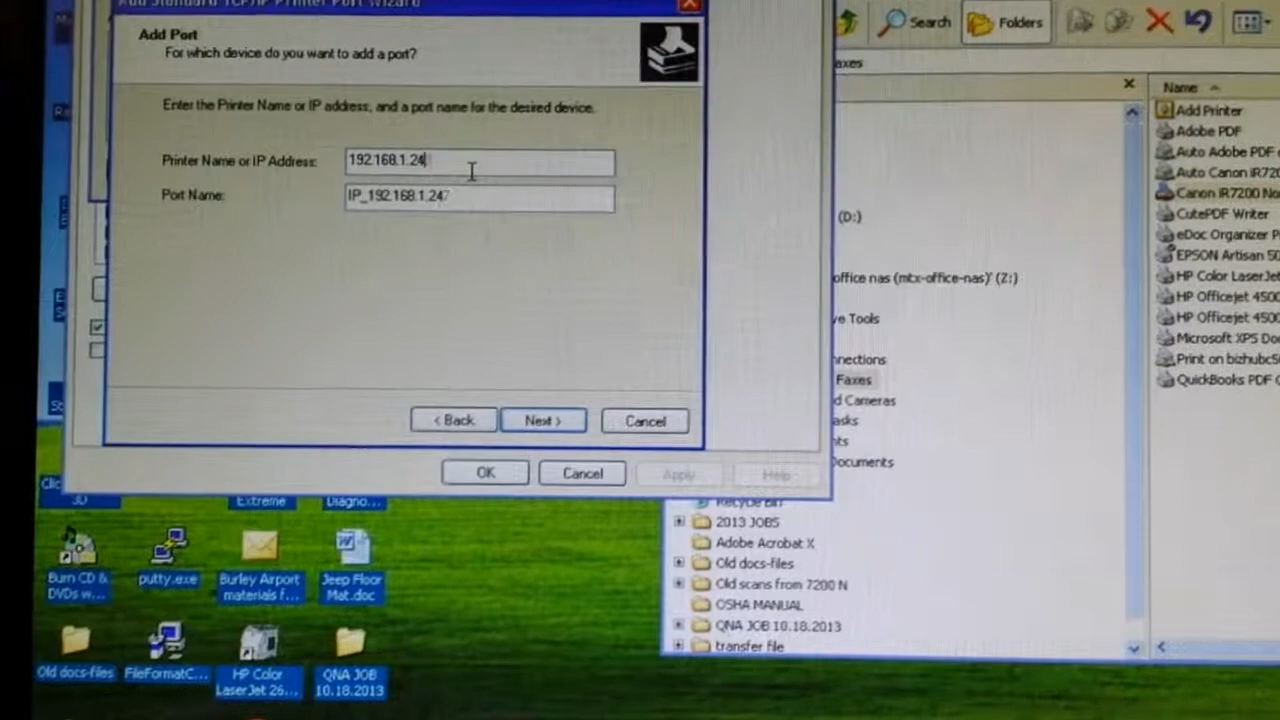 Add Standard TCP/IP Printer Port Wizard
Add Port
For which device do you want to add a port?
Enter the Printer Name or IP address, and a port name for the desired device.
Printer Name or IP Address: 192.168.1.24
Port Name: IP_192.168.1.247
< Back
Next >
Cancel
OK
Cancel
Apply
Help
Search
Folders
axes
(D:)
office nas (mtx-office-nas)' (Z:)
ve Tools
nnections
Faxes
d Cameras
asks
nts
Documents
Recycle Bin
2013 JOBS
Adobe Acrobat X
Old docs-files
Old scans from 7200 N
OSHA MANUAL
QNA JOB 10.18.2013
transfer file
Name
Add Printer
Adobe PDF
Auto Adobe PDF
Auto Canon iR72
Canon iR7200 No
CutePDF Writer
eDoc Organizer P
EPSON Artisan 50
HP Color LaserJet
HP Officejet 4500
HP Officejet 4500
Microsoft XPS Do
Print on bizhubc5
QuickBooks PDF
3D
Extreme
Diagno...
Burn CD &
DVDs w...
putty.exe
Burley Airport
materials f...
Jeep Floor
Mat.doc
Old docs-files
FileFormatC...
HP Color
LaserJet 26...
QNA JOB
10.18.2013